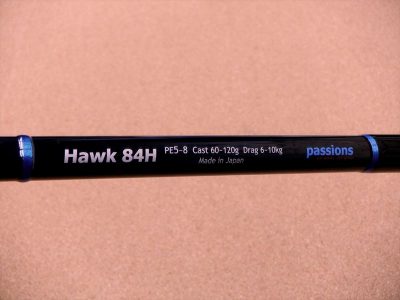 Hawk 84H PE5-8 Cast 60-120g Drag 6-10kg passions
Made in Japan